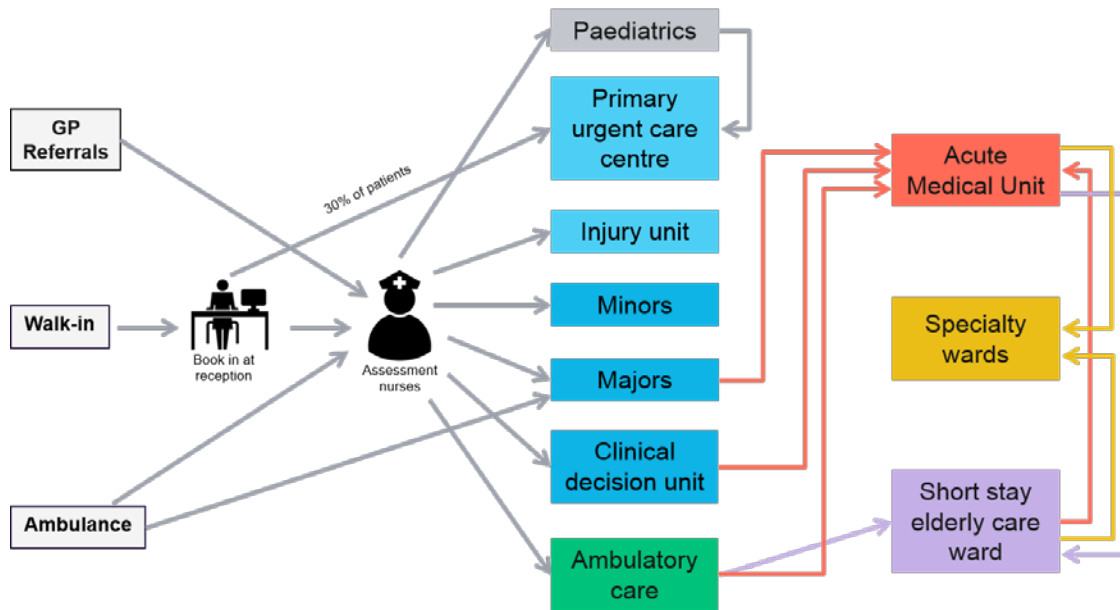 Paediatrics
Primary
urgent care
centre
GP
Referrals
Acute
Medical Unit
30% of patients
Injury unit
Walk-in
Book in at
reception
Assessment
nurses
Minors
Specialty
wards
Majors
Clinical
decision unit
Ambulance
Short stay
elderly care
ward
Ambulatory
care